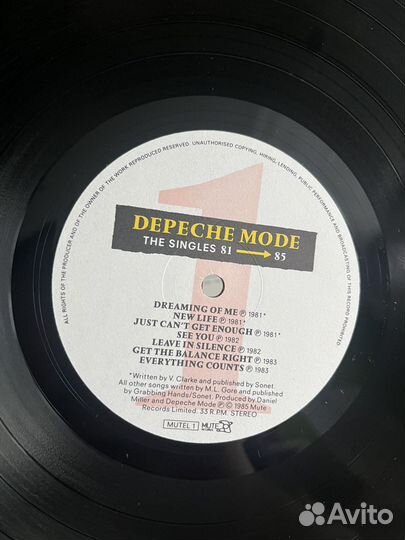 ALL RIGHTS OF THE PRODUCER AND OF THE OWNER OF THE WORK REPRODUCED RESERVED. UNAUTHORISED COPYING, HIRING, LENDING, PUBLIC PERFORMANCE AND BROADCASTING OF THIS RECORD PROHIBITED.
1
DEPECHE MODE
THE SINGLES 81 → 85
DREAMING OF ME ℗ 1981*
NEW LIFE ℗ 1981*
JUST CAN'T GET ENOUGH ℗ 1981*
SEE YOU ℗ 1982
LEAVE IN SILENCE ℗ 1982
GET THE BALANCE RIGHT ℗ 1983
EVERYTHING COUNTS ℗ 1983
*Written by V. Clarke and published by Sonet.
All other songs written by M.L. Gore and published
by Grabbing Hands/Sonet. Produced by Daniel
Miller and Depeche Mode ℗ © 1985 Mute
Records Limited. 33 R.P.M. STEREO
MUTEL 1 MUTE
Avito